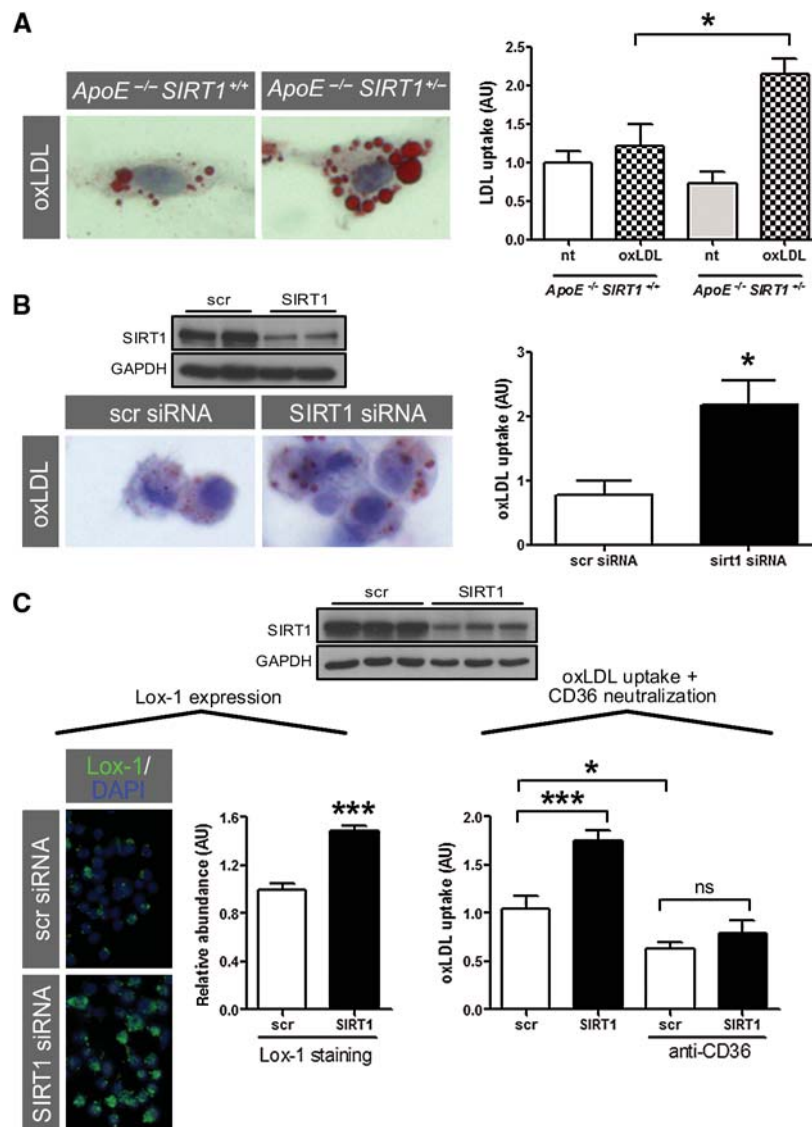 A
ApoE −/− SIRT1 +/+
ApoE −/− SIRT1 +/−
oxLDL
*
LDL uptake (AU)
2.5
2.0
1.5
1.0
0.5
0.0
nt
oxLDL
nt
oxLDL
ApoE -/- SIRT1 +/+
ApoE -/- SIRT1 +/-
B
scr
SIRT1
SIRT1
GAPDH
scr siRNA
SIRT1 siRNA
oxLDL
*
oxLDL uptake (AU)
3
2
1
0
scr siRNA
sirt1 siRNA
C
scr
SIRT1
SIRT1
GAPDH
Lox-1 expression
oxLDL uptake +
CD36 neutralization
Lox-1/
DAPI
scr siRNA
SIRT1 siRNA
***
Relative abundance (AU)
1.6
1.2
0.8
0.4
0.0
scr
SIRT1
Lox-1 staining
*
***
ns
oxLDL uptake (AU)
2.0
1.5
1.0
0.5
0.0
scr
SIRT1
scr
SIRT1
anti-CD36